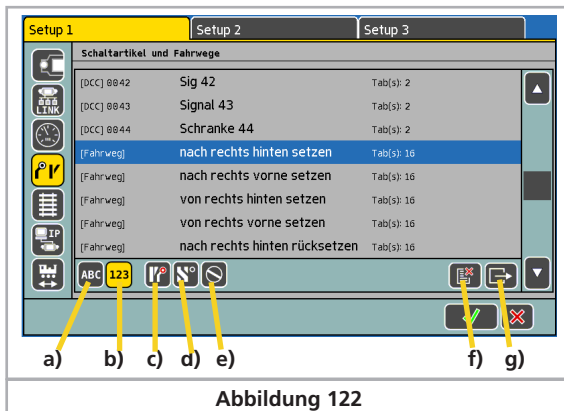 Setup 1 Setup 2 Setup 3
Schaltartikel und Fahrwege
[DCC] 0042 Sig 42 Tab(s): 2
[DCC] 0043 Signal 43 Tab(s): 2
[DCC] 0044 Schranke 44 Tab(s): 2
[Fahrweg] nach rechts hinten setzen Tab(s): 16
[Fahrweg] nach rechts vorne setzen Tab(s): 16
[Fahrweg] von rechts hinten setzen Tab(s): 16
[Fahrweg] von rechts vorne setzen Tab(s): 16
[Fahrweg] nach rechts hinten rücksetzen Tab(s): 16
LINK
IP
ABC 123
a) b) c) d) e) f) g)
Abbildung 122